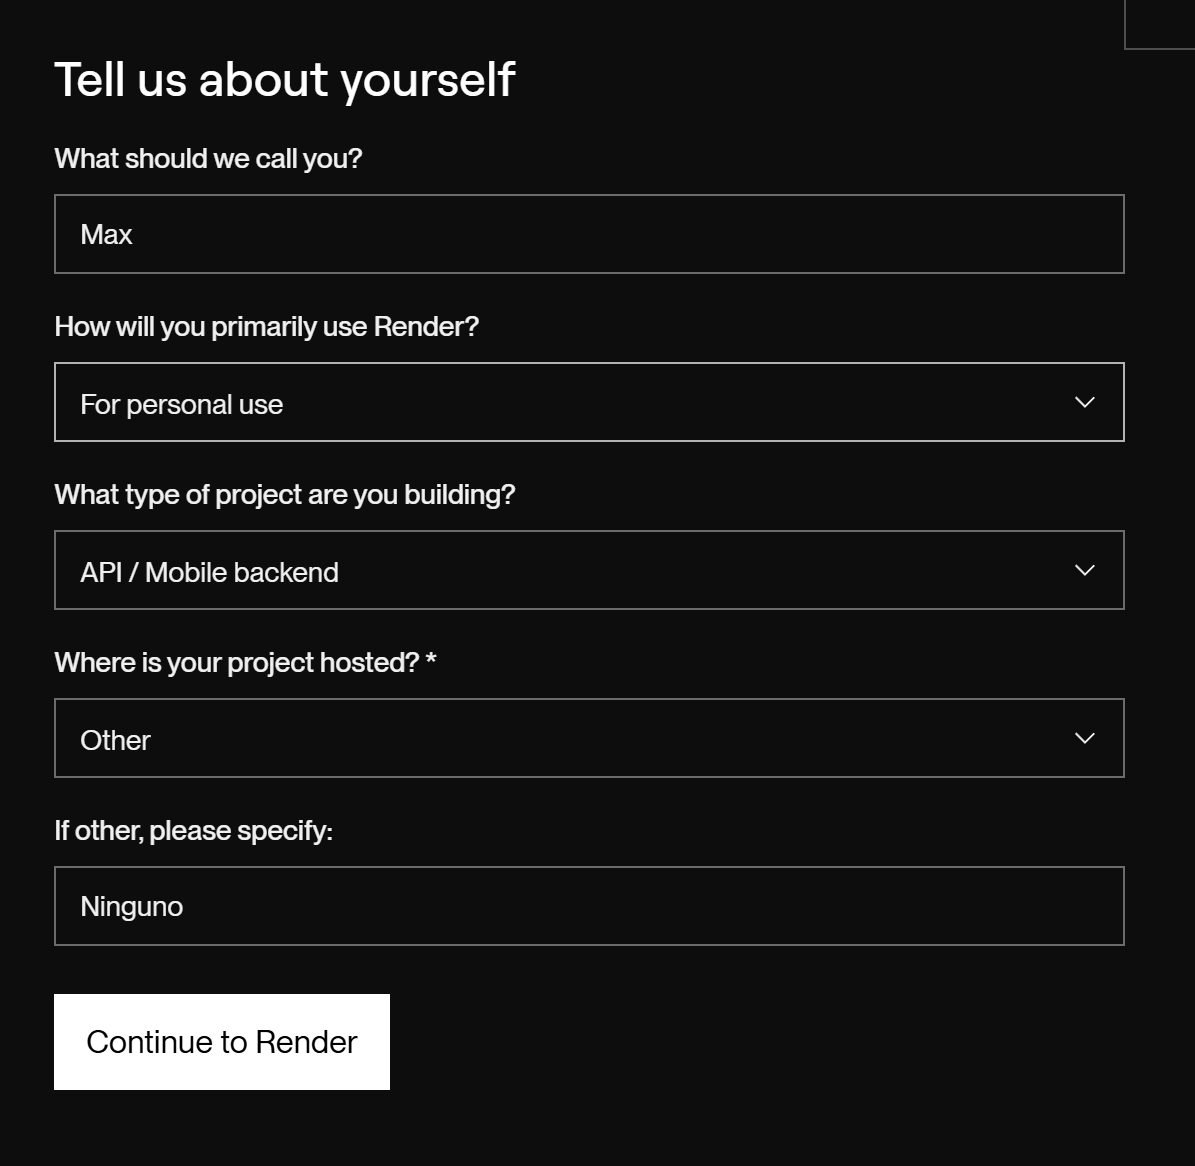 Tell us about yourself
What should we call you?
Max
How will you primarily use Render?
For personal use
What type of project are you building?
API / Mobile backend
Where is your project hosted? *
Other
If other, please specify:
Ninguno
Continue to Render